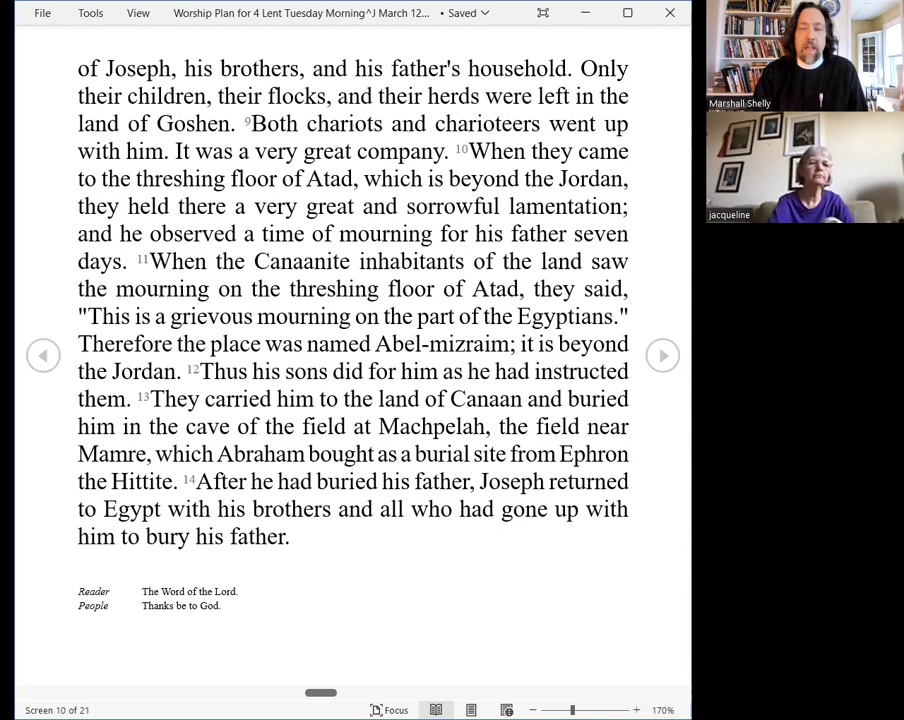 File Tools View Worship Plan for 4 Lent Tuesday Morning^J March 12... • Saved
of Joseph, his brothers, and his father's household. Only
their children, their flocks, and their herds were left in the
land of Goshen. 9Both chariots and charioteers went up
with him. It was a very great company. 10When they came
to the threshing floor of Atad, which is beyond the Jordan,
they held there a very great and sorrowful lamentation;
and he observed a time of mourning for his father seven
days. 11When the Canaanite inhabitants of the land saw
the mourning on the threshing floor of Atad, they said,
"This is a grievous mourning on the part of the Egyptians."
Therefore the place was named Abel-mizraim; it is beyond
the Jordan. 12Thus his sons did for him as he had instructed
them. 13They carried him to the land of Canaan and buried
him in the cave of the field at Machpelah, the field near
Mamre, which Abraham bought as a burial site from Ephron
the Hittite. 14After he had buried his father, Joseph returned
to Egypt with his brothers and all who had gone up with
him to bury his father.
Reader The Word of the Lord.
People Thanks be to God.
Screen 10 of 21 Focus 170%
Marshall Shelly
jacqueline